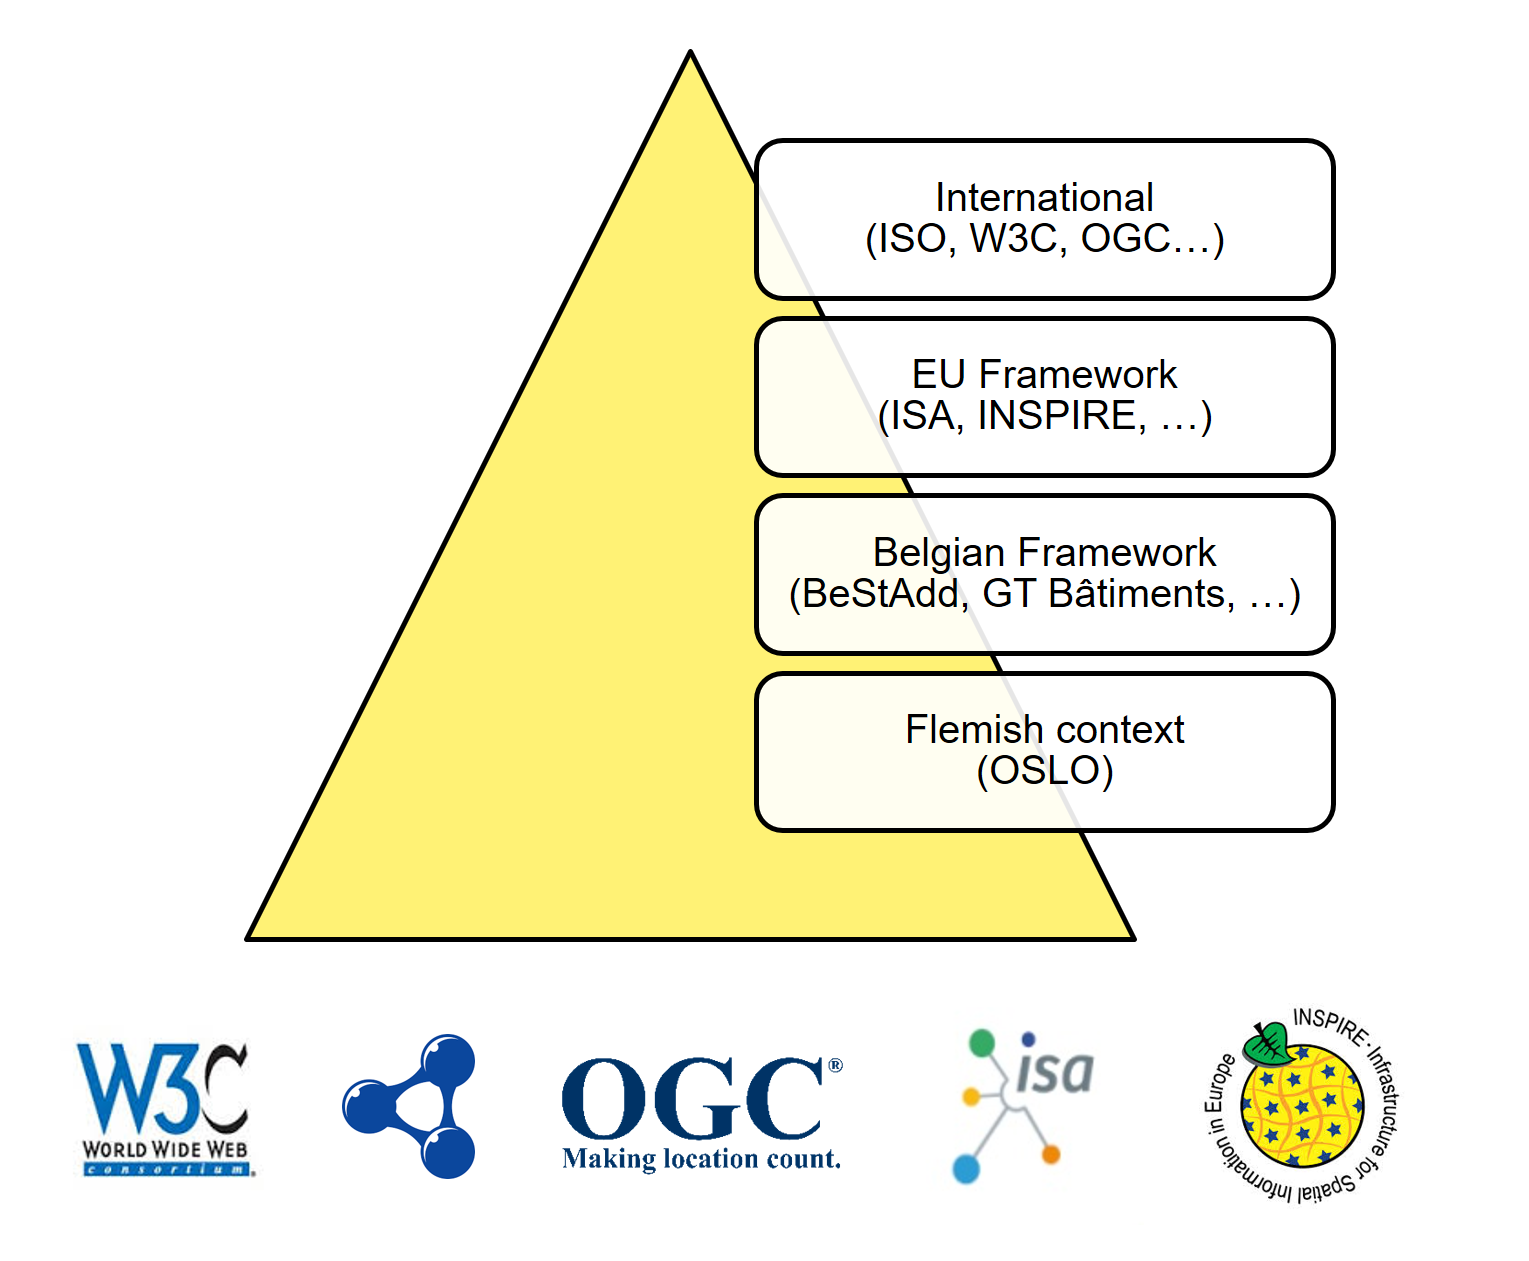 International
(ISO, W3C, OGC…)
EU Framework
(ISA, INSPIRE, …)
Belgian Framework
(BeStAdd, GT Bâtiments, …)
Flemish context
(OSLO)
W3C
WORLD WIDE WEB
consortium
OGC®
Making location count.
isa
INSPIRE · Infrastructure for Spatial Information in Europe